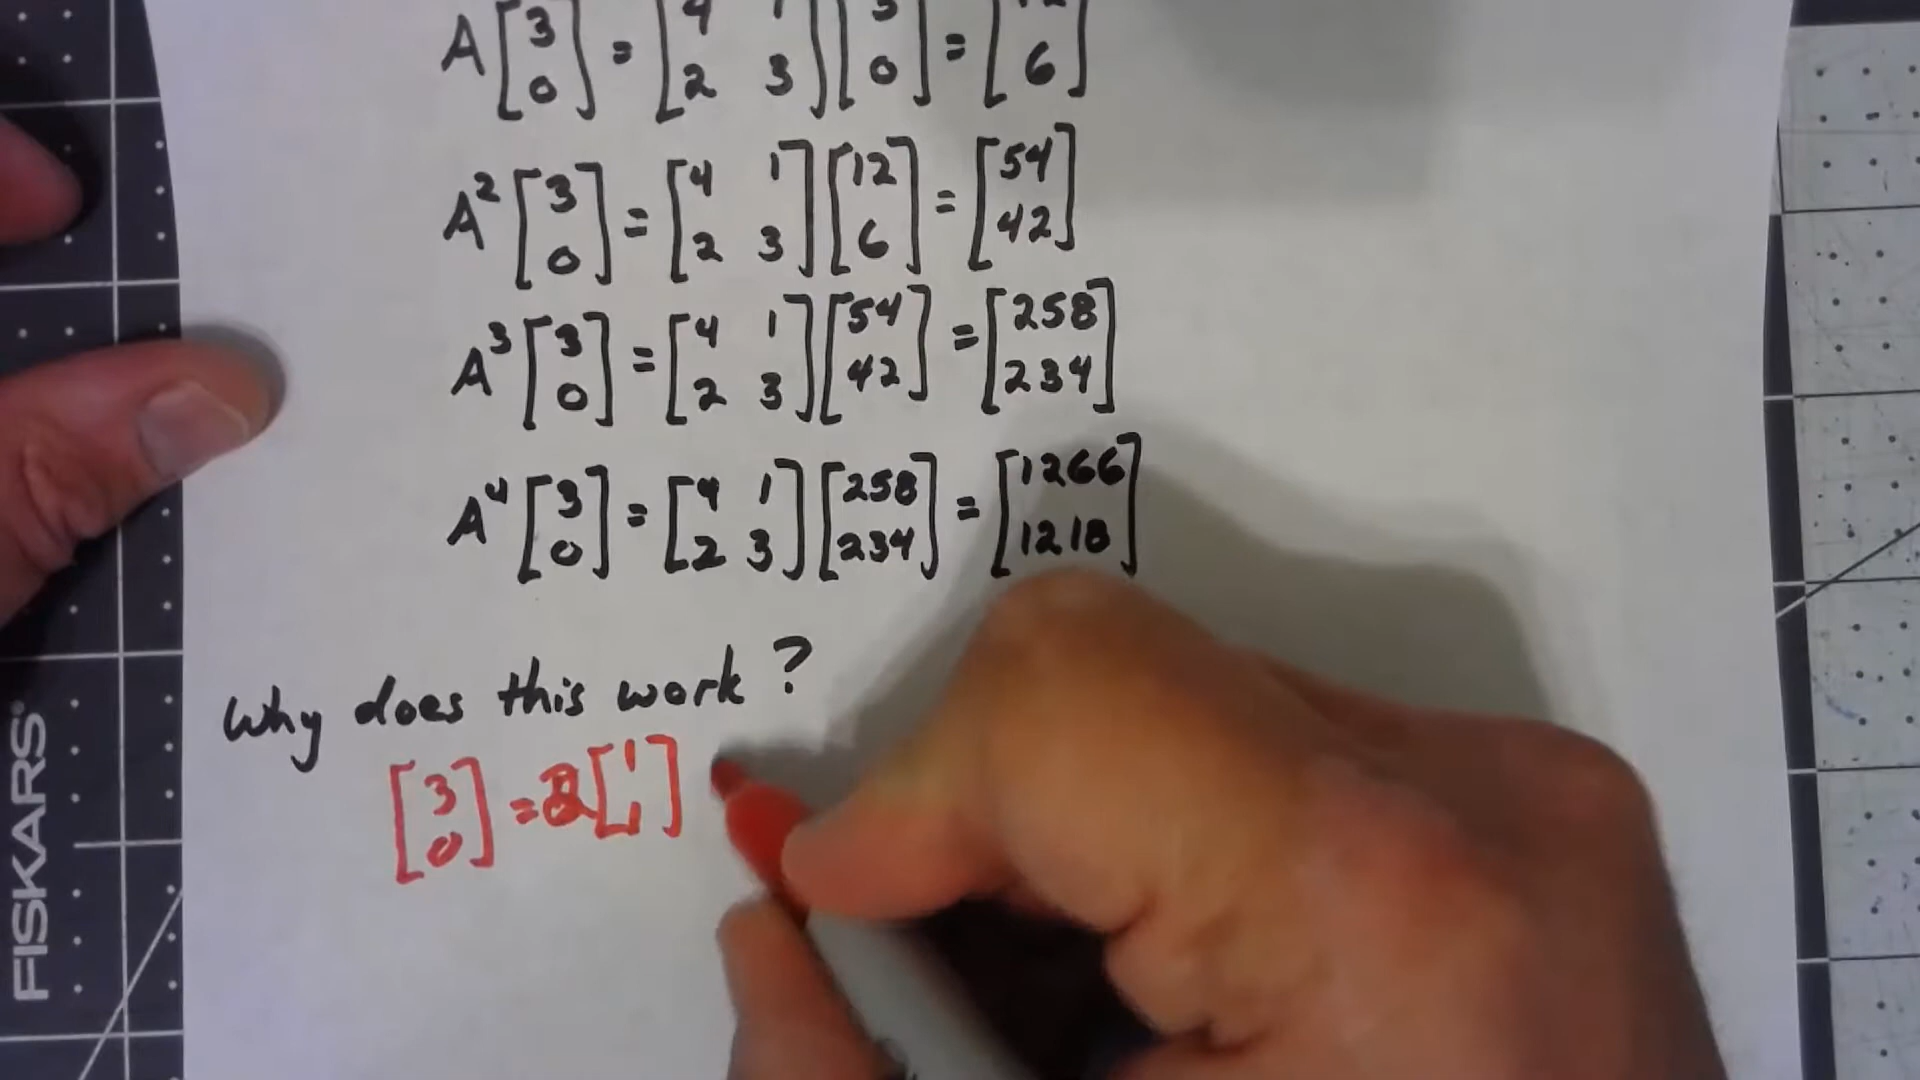 A [3 0] = [4 1 2 3] [3 0] = [12 6]
A² [3 0] = [4 1 2 3] [12 6] = [54 42]
A³ [3 0] = [4 1 2 3] [54 42] = [258 234]
A⁴ [3 0] = [4 1 2 3] [258 234] = [1266 1218]
Why does this work?
[3 0] = 2 [1 1]
FISKARS®